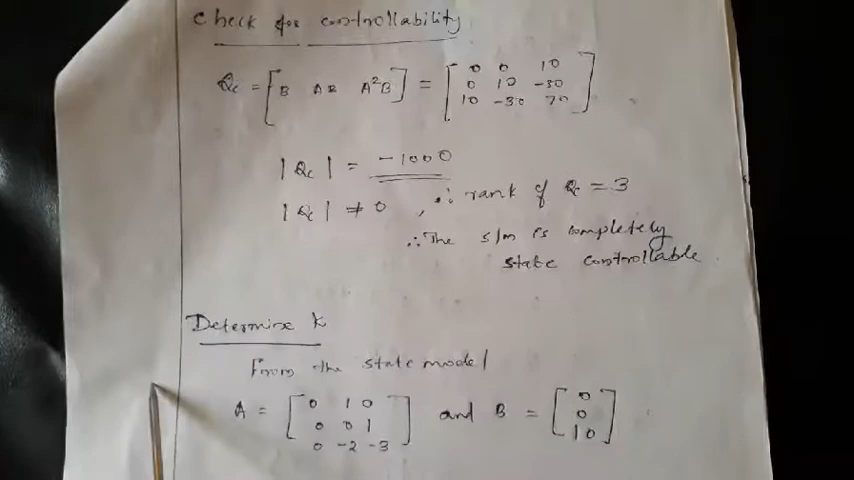 Check for controllability
Qc = [B AB A²B] = [0 0 10
0 10 -30
10 -30 70]
|Qc| = -1000
|Qc| ≠ 0 , ∴ rank of Qc = 3
∴ The s/m is completely
state controllable
Determine K
From the state model
A = [0 1 0
0 0 1
0 -2 -3] and B = [0
0
10]